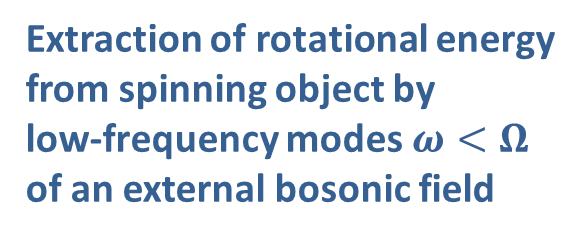 Extraction of rotational energy
from spinning object by
low-frequency modes ω < Ω
of an external bosonic field